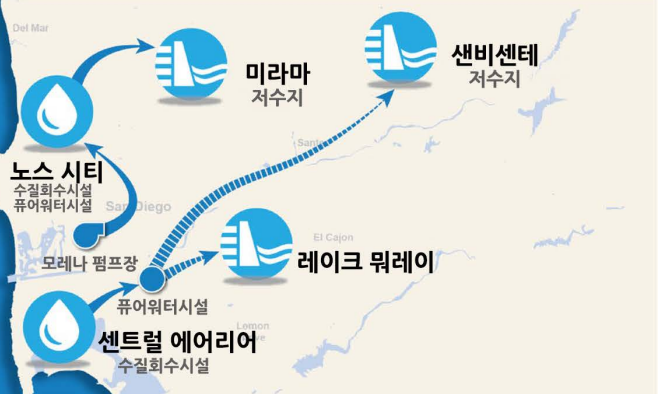 Del Mar
미라마
저수지
샌비센테
저수지
노스 시티
수질회수시설
퓨어워터시설
San Diego
모레나 펌프장
El Cajon
레이크 뭐레이
퓨어워터시설
Lemon
센트럴 에어리어
수질회수시설